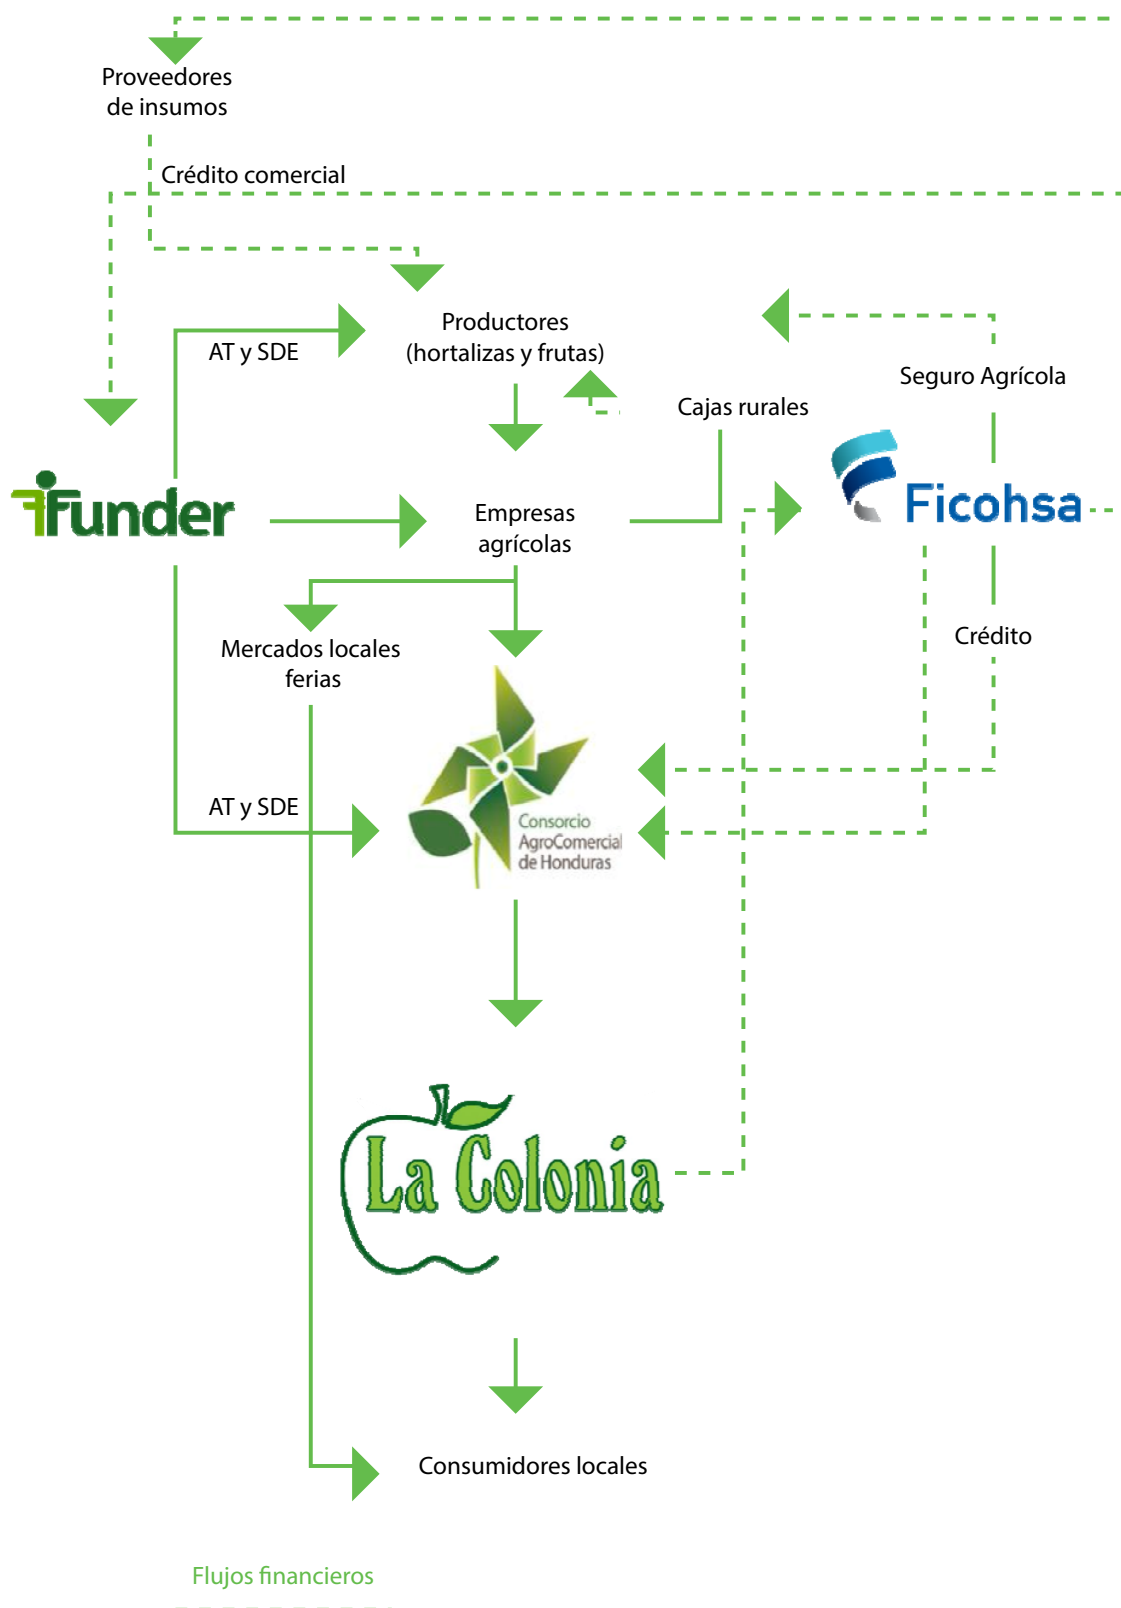 Proveedores
de insumos
Crédito comercial
Productores
(hortalizas y frutas)
AT y SDE
Seguro Agrícola
Cajas rurales
Funder
Ficohsa
Empresas
agrícolas
Crédito
Mercados locales
ferias
AT y SDE
Consorcio
AgroComercial
de Honduras
La Colonia
Consumidores locales
Flujos financieros